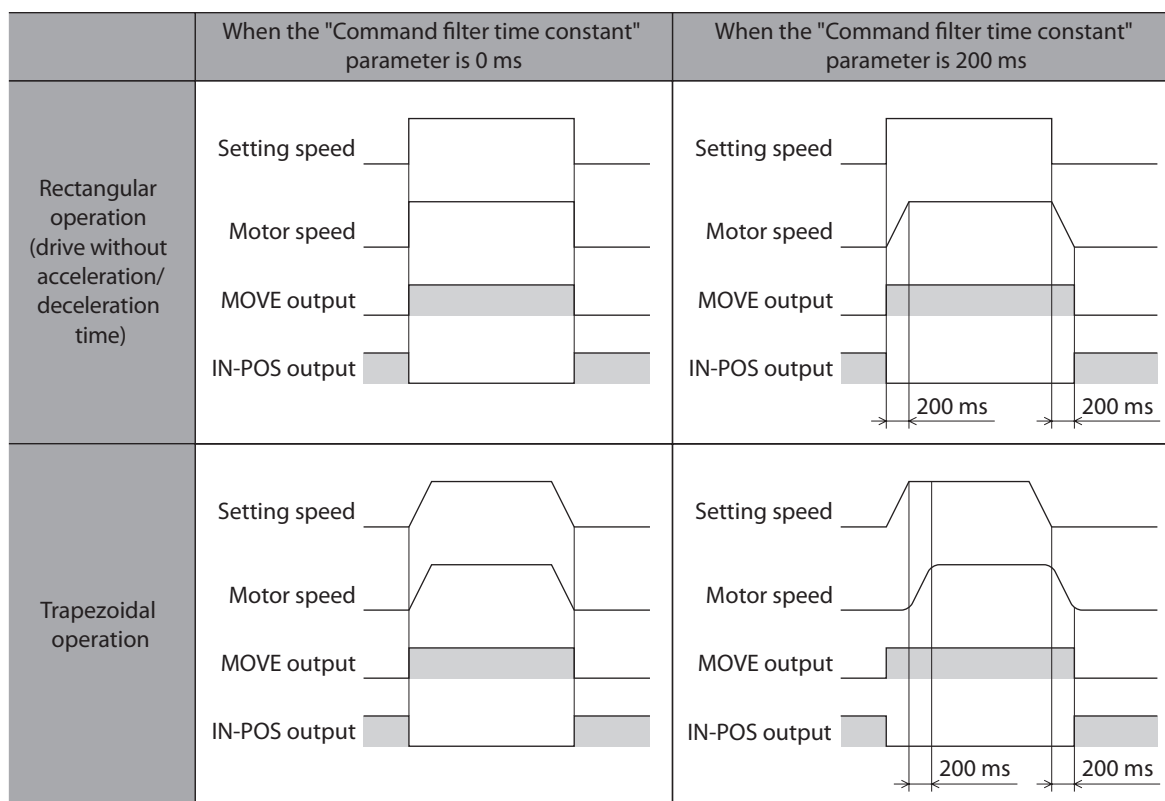 When the "Command filter time constant"
parameter is 0 ms
When the "Command filter time constant"
parameter is 200 ms
Rectangular
operation
(drive without
acceleration/
deceleration
time)
Setting speed
Motor speed
MOVE output
IN-POS output
Setting speed
Motor speed
MOVE output
IN-POS output
200 ms
200 ms
Trapezoidal
operation
Setting speed
Motor speed
MOVE output
IN-POS output
Setting speed
Motor speed
MOVE output
IN-POS output
200 ms
200 ms